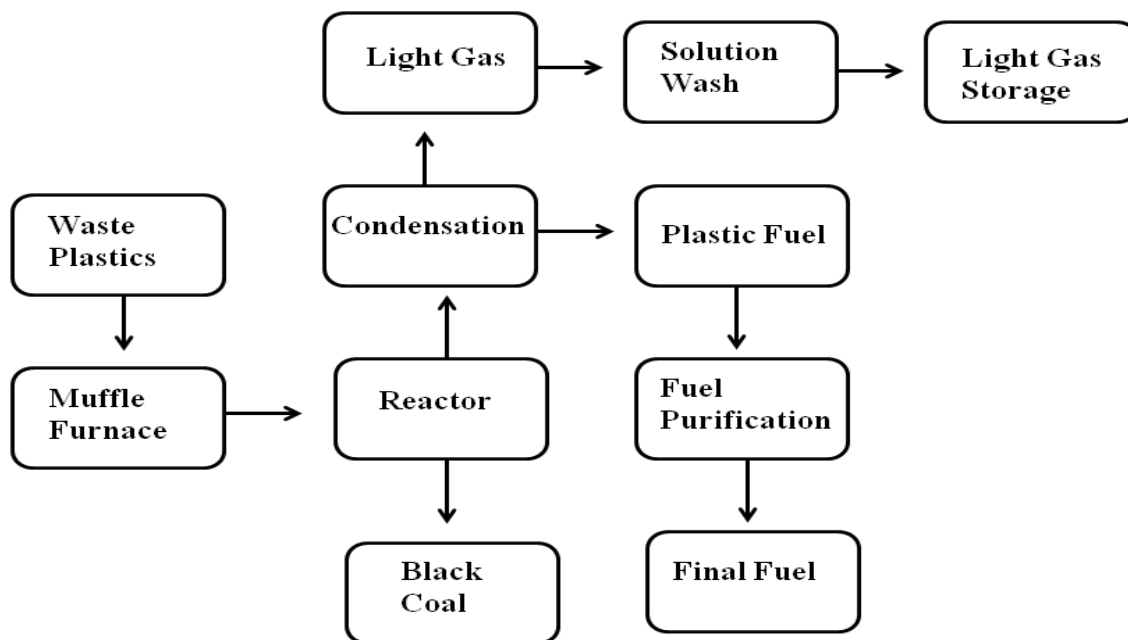 Light Gas
Solution
Wash
Light Gas
Storage
Waste
Plastics
Condensation
Plastic Fuel
Muffle
Furnace
Reactor
Fuel
Purification
Black
Coal
Final Fuel